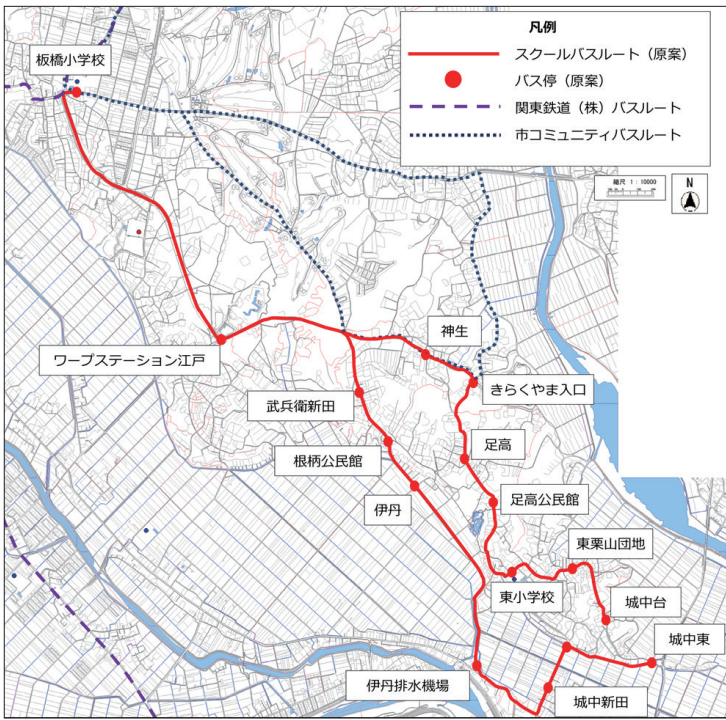 凡例
スクールバスルート（原案）
バス停（原案）
関東鉄道（株）バスルート
市コミュニティバスルート
板橋小学校
縮尺 1：10000
N
神生
ワープステーション江戸
きらくやま入口
武兵衛新田
足高
根柄公民館
伊丹
足高公民館
東栗山団地
東小学校
城中台
城中東
伊丹排水機場
城中新田